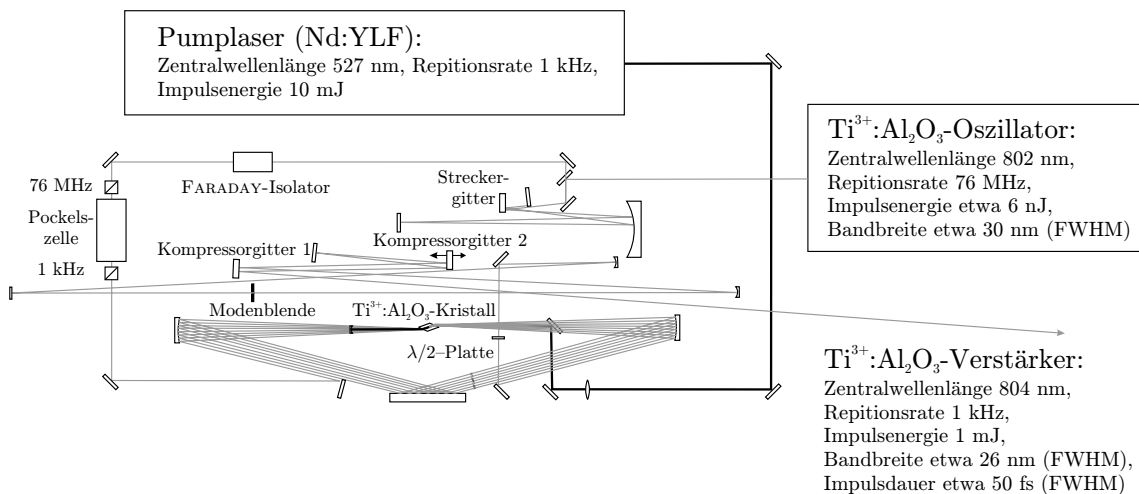 Pumplaser (Nd:YLF):
Zentralwellenlänge 527 nm, Repitionsrate 1 kHz,
Impulsenergie 10 mJ
Ti³⁺:Al₂O₃-Oszillator:
Zentralwellenlänge 802 nm,
Repitionsrate 76 MHz,
Impulsenergie etwa 6 nJ,
Bandbreite etwa 30 nm (FWHM)
76 MHz
FARADAY-Isolator
Strecker-
gitter
Pockels-
zelle
Kompressorgitter 1
Kompressorgitter 2
1 kHz
Modenblende
Ti³⁺:Al₂O₃-Kristall
λ/2–Platte
Ti³⁺:Al₂O₃-Verstärker:
Zentralwellenlänge 804 nm,
Repitionsrate 1 kHz,
Impulsenergie 1 mJ,
Bandbreite etwa 26 nm (FWHM),
Impulsdauer etwa 50 fs (FWHM)